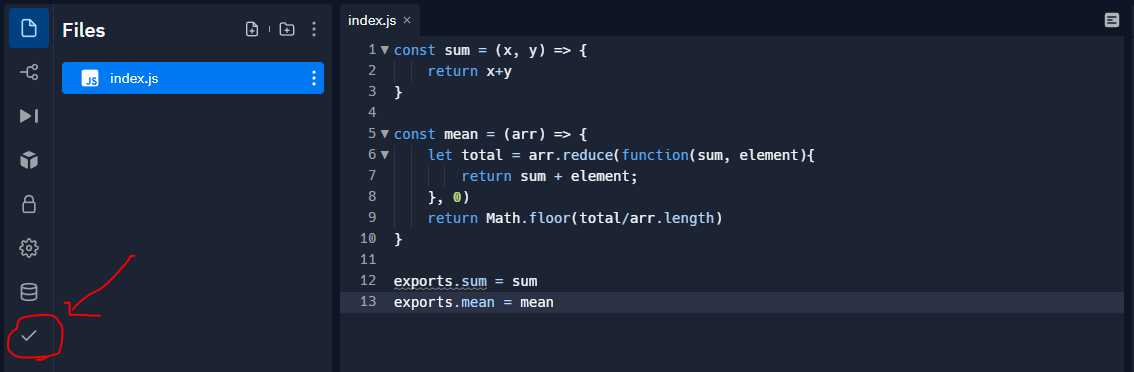 Files
JS index.js
index.js ×
1 const sum = (x, y) => {
2 return x+y
3 }
4
5 const mean = (arr) => {
6 let total = arr.reduce(function(sum, element){
7 return sum + element;
8 }, 0)
9 return Math.floor(total/arr.length)
10 }
11
12 exports.sum = sum
13 exports.mean = mean